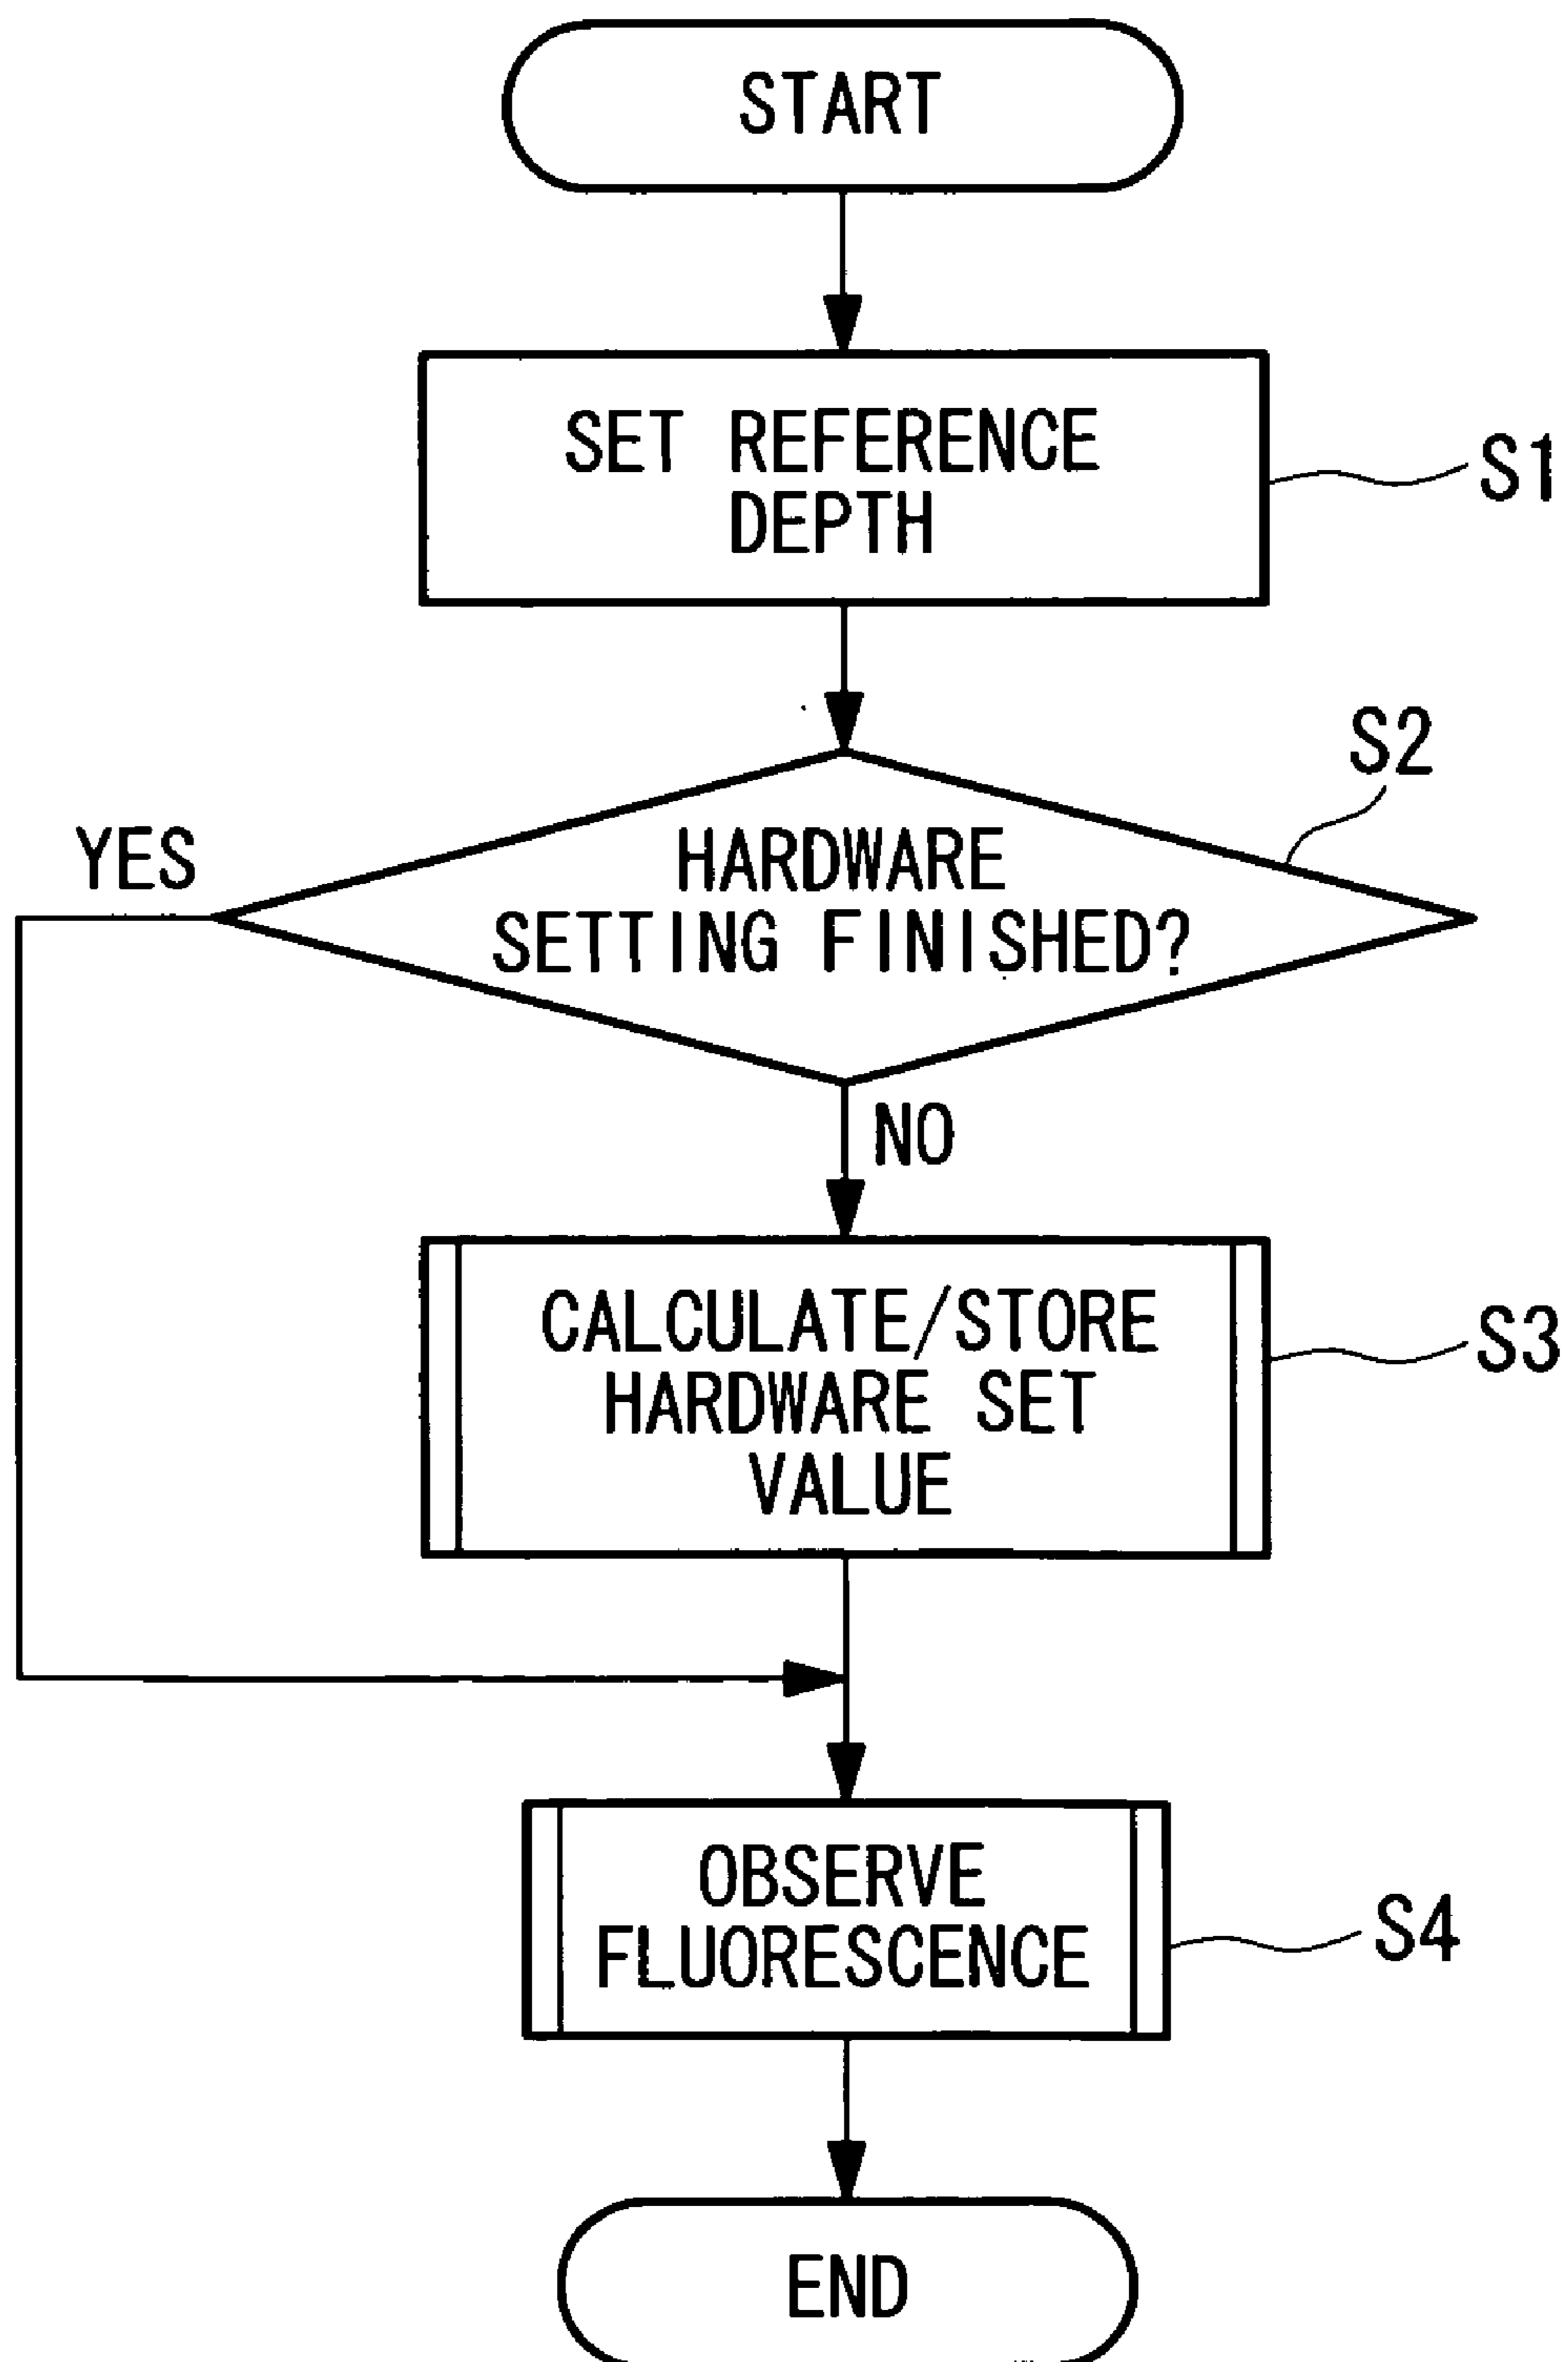 START
SET REFERENCE
DEPTH
S1
S2
YES
HARDWARE
SETTING FINISHED?
NO
CALCULATE/STORE
HARDWARE SET
VALUE
S3
OBSERVE
FLUORESCENCE
S4
END